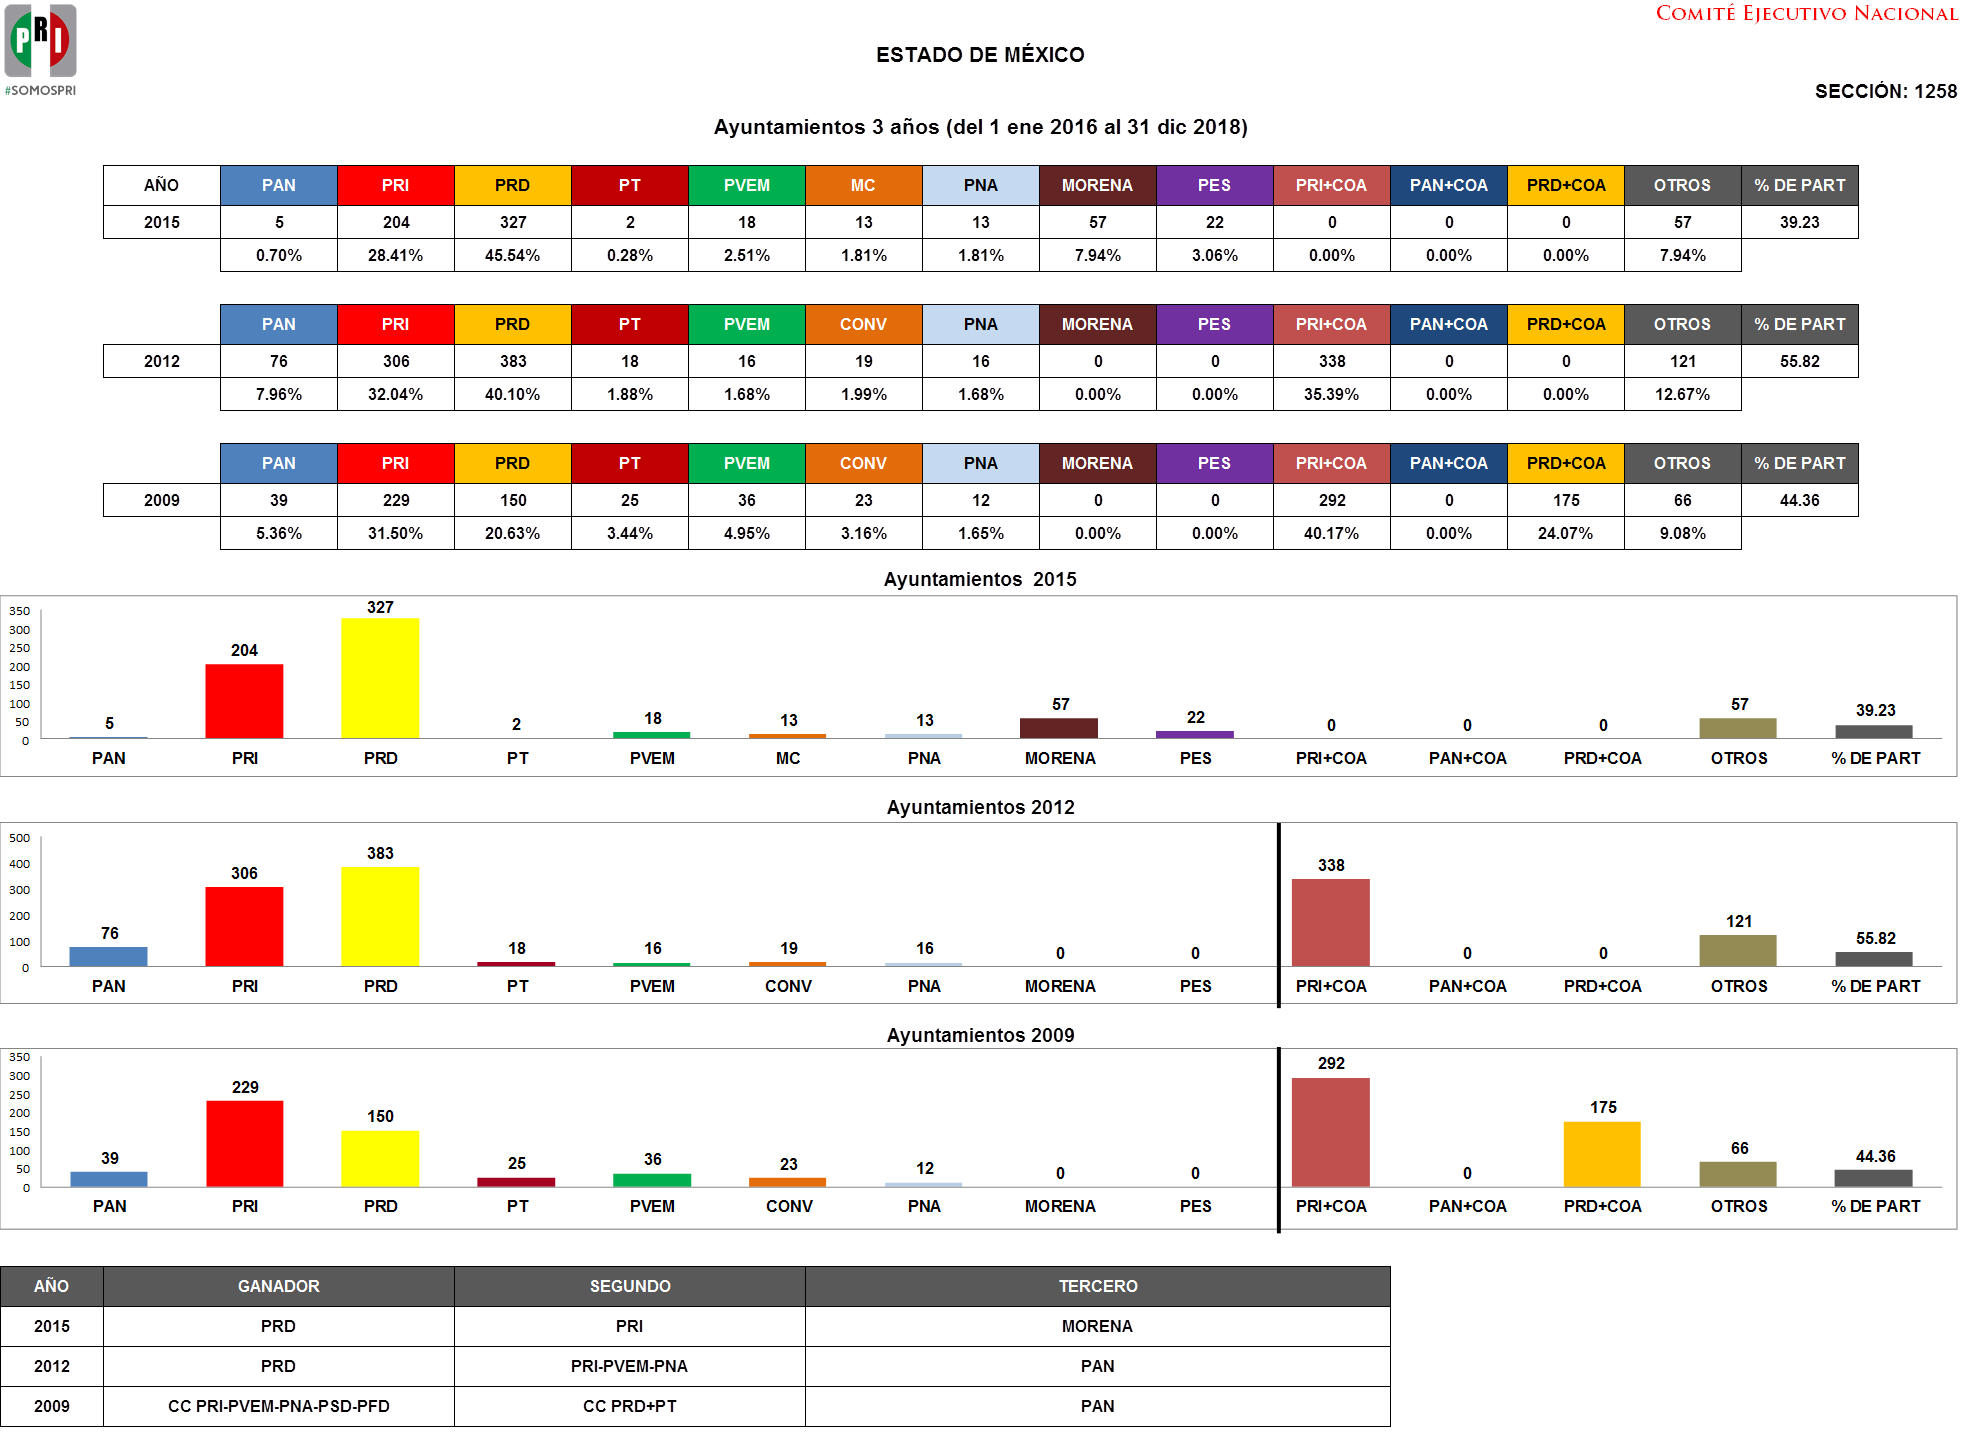 PRI
#SOMOSPRI
COMITÉ EJECUTIVO NACIONAL
ESTADO DE MÉXICO
SECCIÓN: 1258
Ayuntamientos 3 años (del 1 ene 2016 al 31 dic 2018)
AÑO PAN PRI PRD PT PVEM MC PNA MORENA PES PRI+COA PAN+COA PRD+COA OTROS % DE PART
2015 5 204 327 2 18 13 13 57 22 0 0 0 57 39.23
0.70% 28.41% 45.54% 0.28% 2.51% 1.81% 1.81% 7.94% 3.06% 0.00% 0.00% 0.00% 7.94%
PAN PRI PRD PT PVEM CONV PNA MORENA PES PRI+COA PAN+COA PRD+COA OTROS % DE PART
2012 76 306 383 18 16 19 16 0 0 338 0 0 121 55.82
7.96% 32.04% 40.10% 1.88% 1.68% 1.99% 1.68% 0.00% 0.00% 35.39% 0.00% 0.00% 12.67%
PAN PRI PRD PT PVEM CONV PNA MORENA PES PRI+COA PAN+COA PRD+COA OTROS % DE PART
2009 39 229 150 25 36 23 12 0 0 292 0 175 66 44.36
5.36% 31.50% 20.63% 3.44% 4.95% 3.16% 1.65% 0.00% 0.00% 40.17% 0.00% 24.07% 9.08%
Ayuntamientos 2015
350
300
250
200
150
100
50
0
5 204 327 2 18 13 13 57 22 0 0 0 57 39.23
PAN PRI PRD PT PVEM MC PNA MORENA PES PRI+COA PAN+COA PRD+COA OTROS % DE PART
Ayuntamientos 2012
500
400
300
200
100
0
76 306 383 18 16 19 16 0 0 338 0 0 121 55.82
PAN PRI PRD PT PVEM CONV PNA MORENA PES PRI+COA PAN+COA PRD+COA OTROS % DE PART
Ayuntamientos 2009
350
300
250
200
150
100
50
0
39 229 150 25 36 23 12 0 0 292 0 175 66 44.36
PAN PRI PRD PT PVEM CONV PNA MORENA PES PRI+COA PAN+COA PRD+COA OTROS % DE PART
AÑO GANADOR SEGUNDO TERCERO
2015 PRD PRI MORENA
2012 PRD PRI-PVEM-PNA PAN
2009 CC PRI-PVEM-PNA-PSD-PFD CC PRD+PT PAN